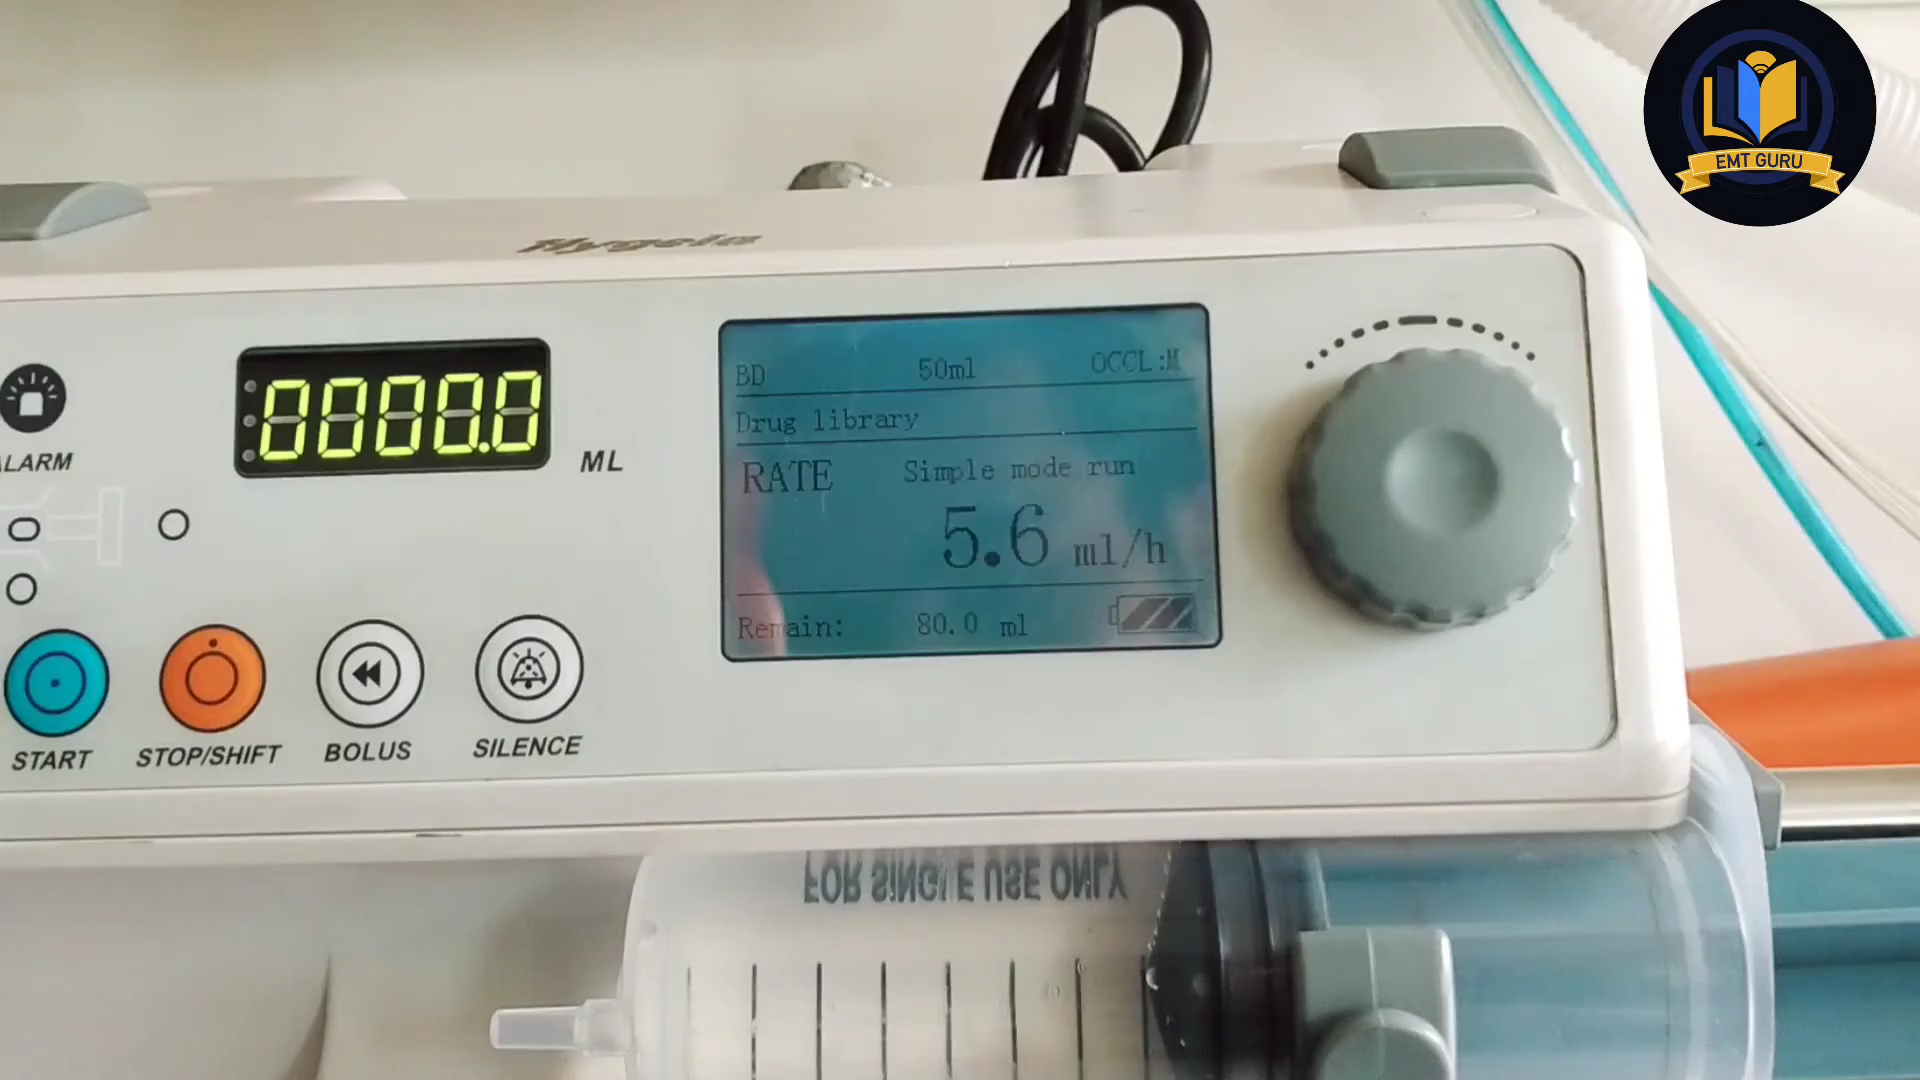 EMT GURU
Hygeia
0000.0
ML
ALARM
BD 50ml OCCL:M
Drug library
RATE Simple mode run
5.6 ml/h
Remain: 80.0 ml
START STOP/SHIFT BOLUS SILENCE
FOR SINGLE USE ONLY